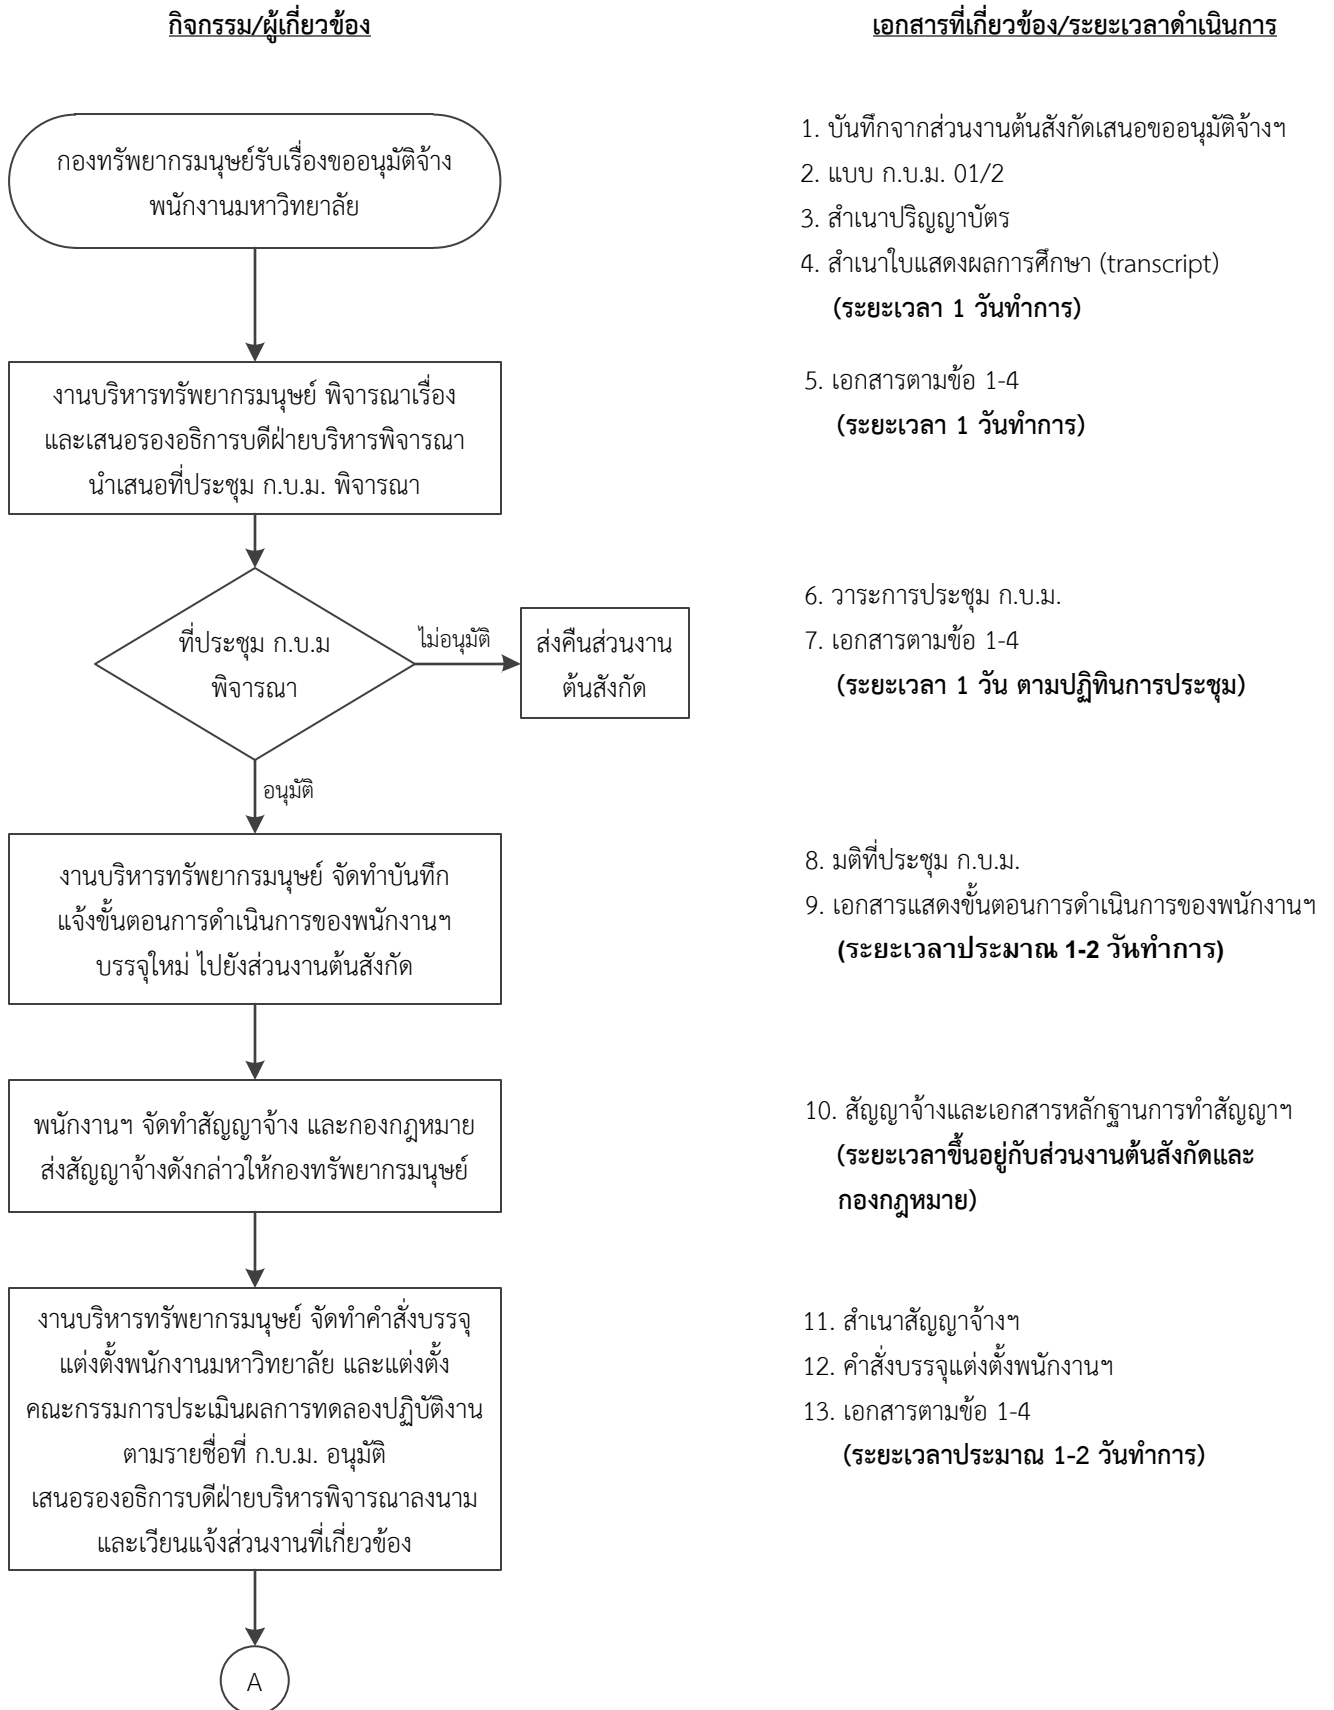 กิจกรรม/ผู้เกี่ยวข้อง
เอกสารที่เกี่ยวข้อง/ระยะเวลาดำเนินการ
กองทรัพยากรมนุษย์รับเรื่องขออนุมัติจ้าง
พนักงานมหาวิทยาลัย
1. บันทึกจากส่วนงานต้นสังกัดเสนอขออนุมัติจ้างฯ
2. แบบ ก.บ.ม. 01/2
3. สำเนาปริญญาบัตร
4. สำเนาใบแสดงผลการศึกษา (transcript)
(ระยะเวลา 1 วันทำการ)
งานบริหารทรัพยากรมนุษย์ พิจารณาเรื่อง
และเสนอรองอธิการบดีฝ่ายบริหารพิจารณา
นำเสนอที่ประชุม ก.บ.ม. พิจารณา
5. เอกสารตามข้อ 1-4
(ระยะเวลา 1 วันทำการ)
ที่ประชุม ก.บ.ม
พิจารณา
ไม่อนุมัติ
ส่งคืนส่วนงาน
ต้นสังกัด
อนุมัติ
6. วาระการประชุม ก.บ.ม.
7. เอกสารตามข้อ 1-4
(ระยะเวลา 1 วัน ตามปฏิทินการประชุม)
งานบริหารทรัพยากรมนุษย์ จัดทำบันทึก
แจ้งขั้นตอนการดำเนินการของพนักงานฯ
บรรจุใหม่ ไปยังส่วนงานต้นสังกัด
8. มติที่ประชุม ก.บ.ม.
9. เอกสารแสดงขั้นตอนการดำเนินการของพนักงานฯ
(ระยะเวลาประมาณ 1-2 วันทำการ)
พนักงานฯ จัดทำสัญญาจ้าง และกองกฎหมาย
ส่งสัญญาจ้างดังกล่าวให้กองทรัพยากรมนุษย์
10. สัญญาจ้างและเอกสารหลักฐานการทำสัญญาฯ
(ระยะเวลาขึ้นอยู่กับส่วนงานต้นสังกัดและ
กองกฎหมาย)
งานบริหารทรัพยากรมนุษย์ จัดทำคำสั่งบรรจุ
แต่งตั้งพนักงานมหาวิทยาลัย และแต่งตั้ง
คณะกรรมการประเมินผลการทดลองปฏิบัติงาน
ตามรายชื่อที่ ก.บ.ม. อนุมัติ
เสนอรองอธิการบดีฝ่ายบริหารพิจารณาลงนาม
และเวียนแจ้งส่วนงานที่เกี่ยวข้อง
11. สำเนาสัญญาจ้างฯ
12. คำสั่งบรรจุแต่งตั้งพนักงานฯ
13. เอกสารตามข้อ 1-4
(ระยะเวลาประมาณ 1-2 วันทำการ)
A